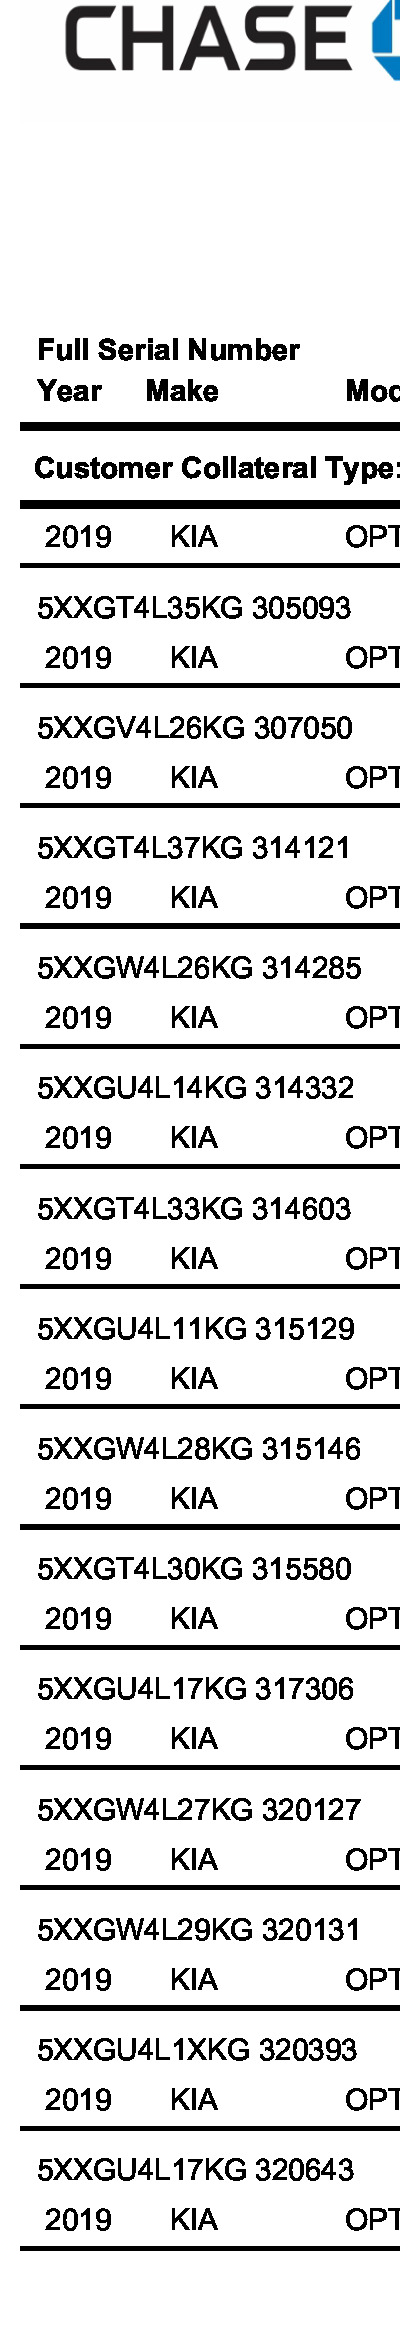 CHASE
Full Serial Number
Year Make Mod
Customer Collateral Type:
2019 KIA OPT
5XXGT4L35KG 305093
2019 KIA OPT
5XXGV4L26KG 307050
2019 KIA OPT
5XXGT4L37KG 314121
2019 KIA OPT
5XXGW4L26KG 314285
2019 KIA OPT
5XXGU4L14KG 314332
2019 KIA OPT
5XXGT4L33KG 314603
2019 KIA OPT
5XXGU4L11KG 315129
2019 KIA OPT
5XXGW4L28KG 315146
2019 KIA OPT
5XXGT4L30KG 315580
2019 KIA OPT
5XXGU4L17KG 317306
2019 KIA OPT
5XXGW4L27KG 320127
2019 KIA OPT
5XXGW4L29KG 320131
2019 KIA OPT
5XXGU4L1XKG 320393
2019 KIA OPT
5XXGU4L17KG 320643
2019 KIA OPT